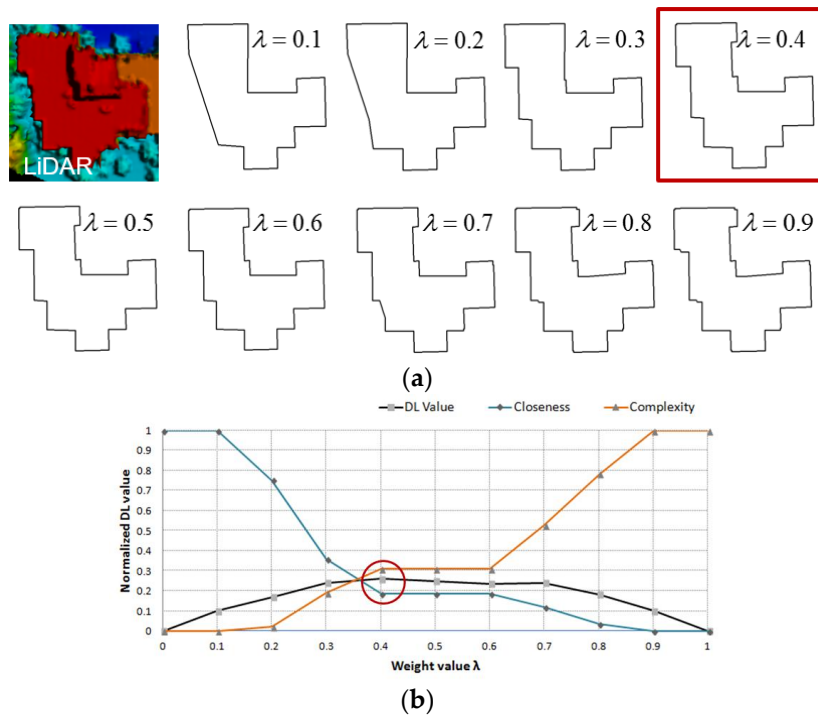 LiDAR
λ = 0.1
λ = 0.2
λ = 0.3
λ = 0.4
λ = 0.5
λ = 0.6
λ = 0.7
λ = 0.8
λ = 0.9
(a)
DL Value Closeness Complexity
Normalized DL value
1
0.9
0.8
0.7
0.6
0.5
0.4
0.3
0.2
0.1
0
0 0.1 0.2 0.3 0.4 0.5 0.6 0.7 0.8 0.9 1
Weight value λ
(b)